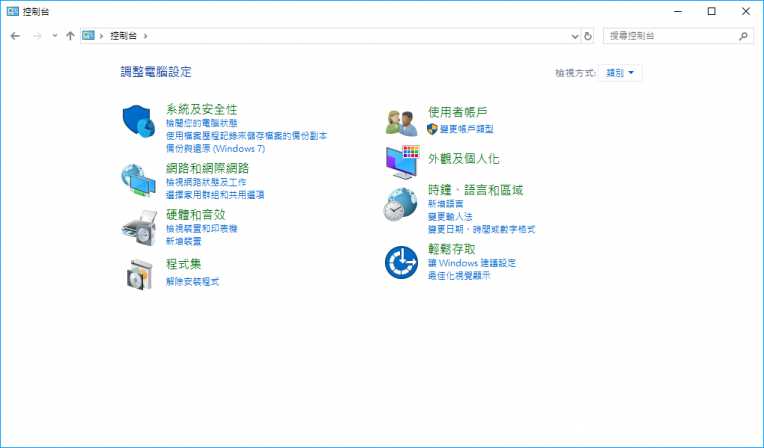 控制台
控制台
搜尋控制台
調整電腦設定
檢視方式: 類別
系統及安全性
檢閱您的電腦狀態
使用檔案歷程記錄來儲存檔案的備份副本
備份與還原 (Windows 7)
網路和網際網路
檢視網路狀態及工作
選擇家用群組和共用選項
硬體和音效
檢視裝置和印表機
新增裝置
程式集
解除安裝程式
使用者帳戶
變更帳戶類型
外觀及個人化
時鐘、語言和區域
新增語言
變更輸入法
變更日期、時間或數字格式
輕鬆存取
讓 Windows 建議設定
最佳化視覺顯示